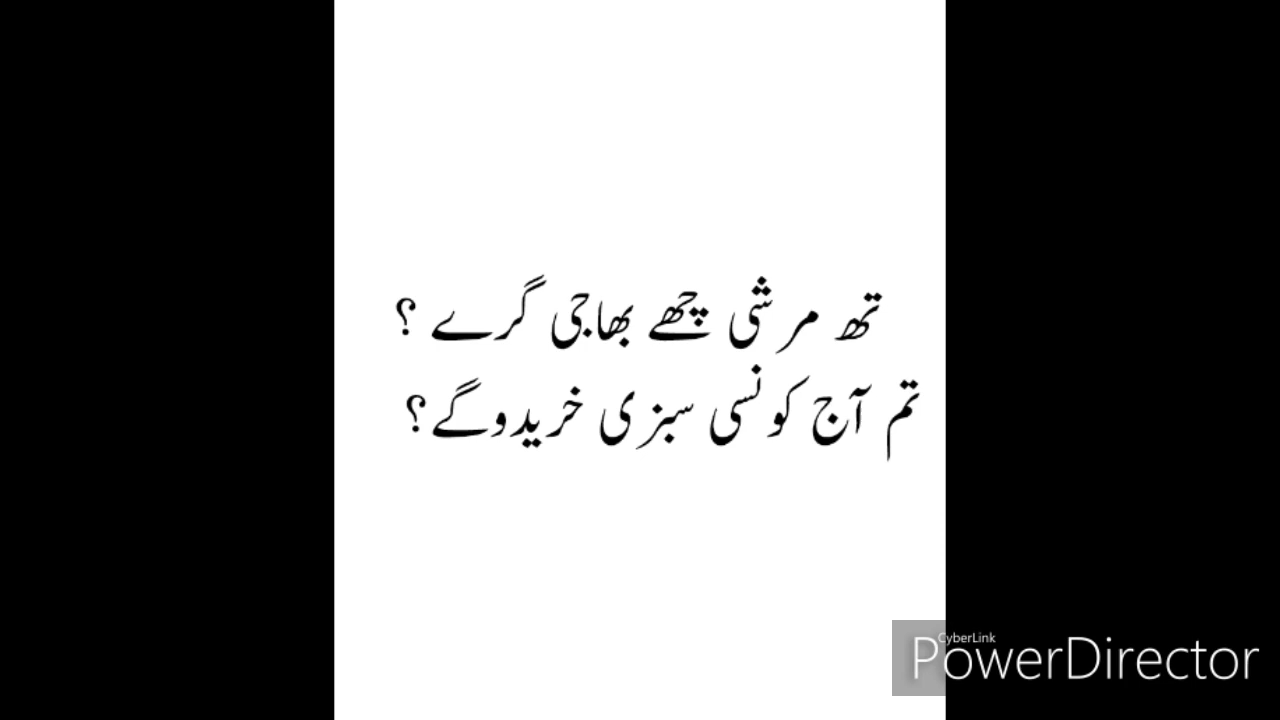 تھ مرشی چھے بھاجی گرے ؟
تم آج کونسی سبزی خریدوگے؟
CyberLink
PowerDirector